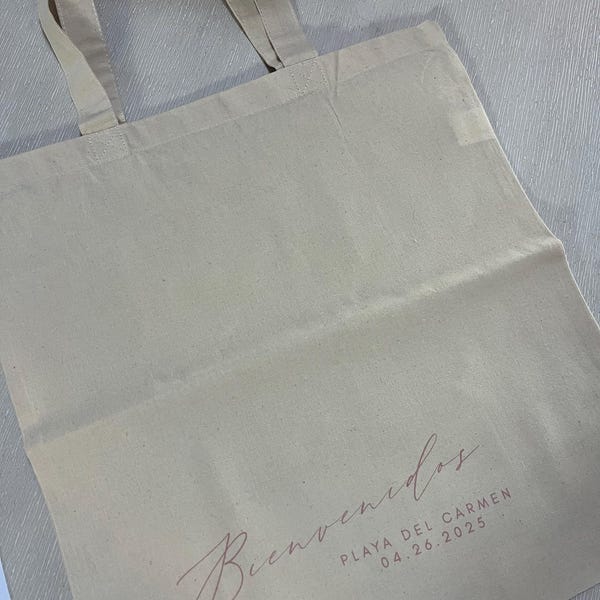 Bienvenidos
PLAYA DEL CARMEN
04.26.2025